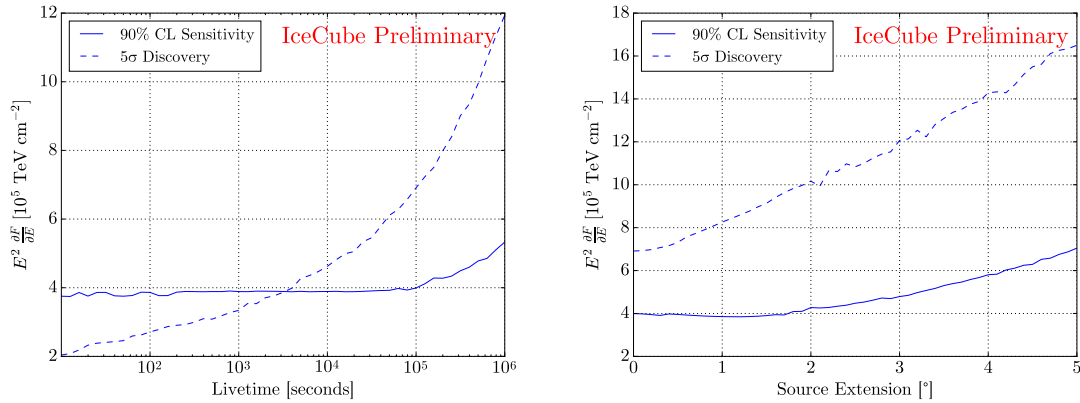 IceCube Preliminary
90% CL Sensitivity
5σ Discovery
E² ∂F/∂E [10⁵ TeV cm⁻²]
12
10
8
6
4
2
10² 10³ 10⁴ 10⁵ 10⁶
Livetime [seconds]
IceCube Preliminary
90% CL Sensitivity
5σ Discovery
E² ∂F/∂E [10⁵ TeV cm⁻²]
18
16
14
12
10
8
6
4
2
0 1 2 3 4 5
Source Extension [°]